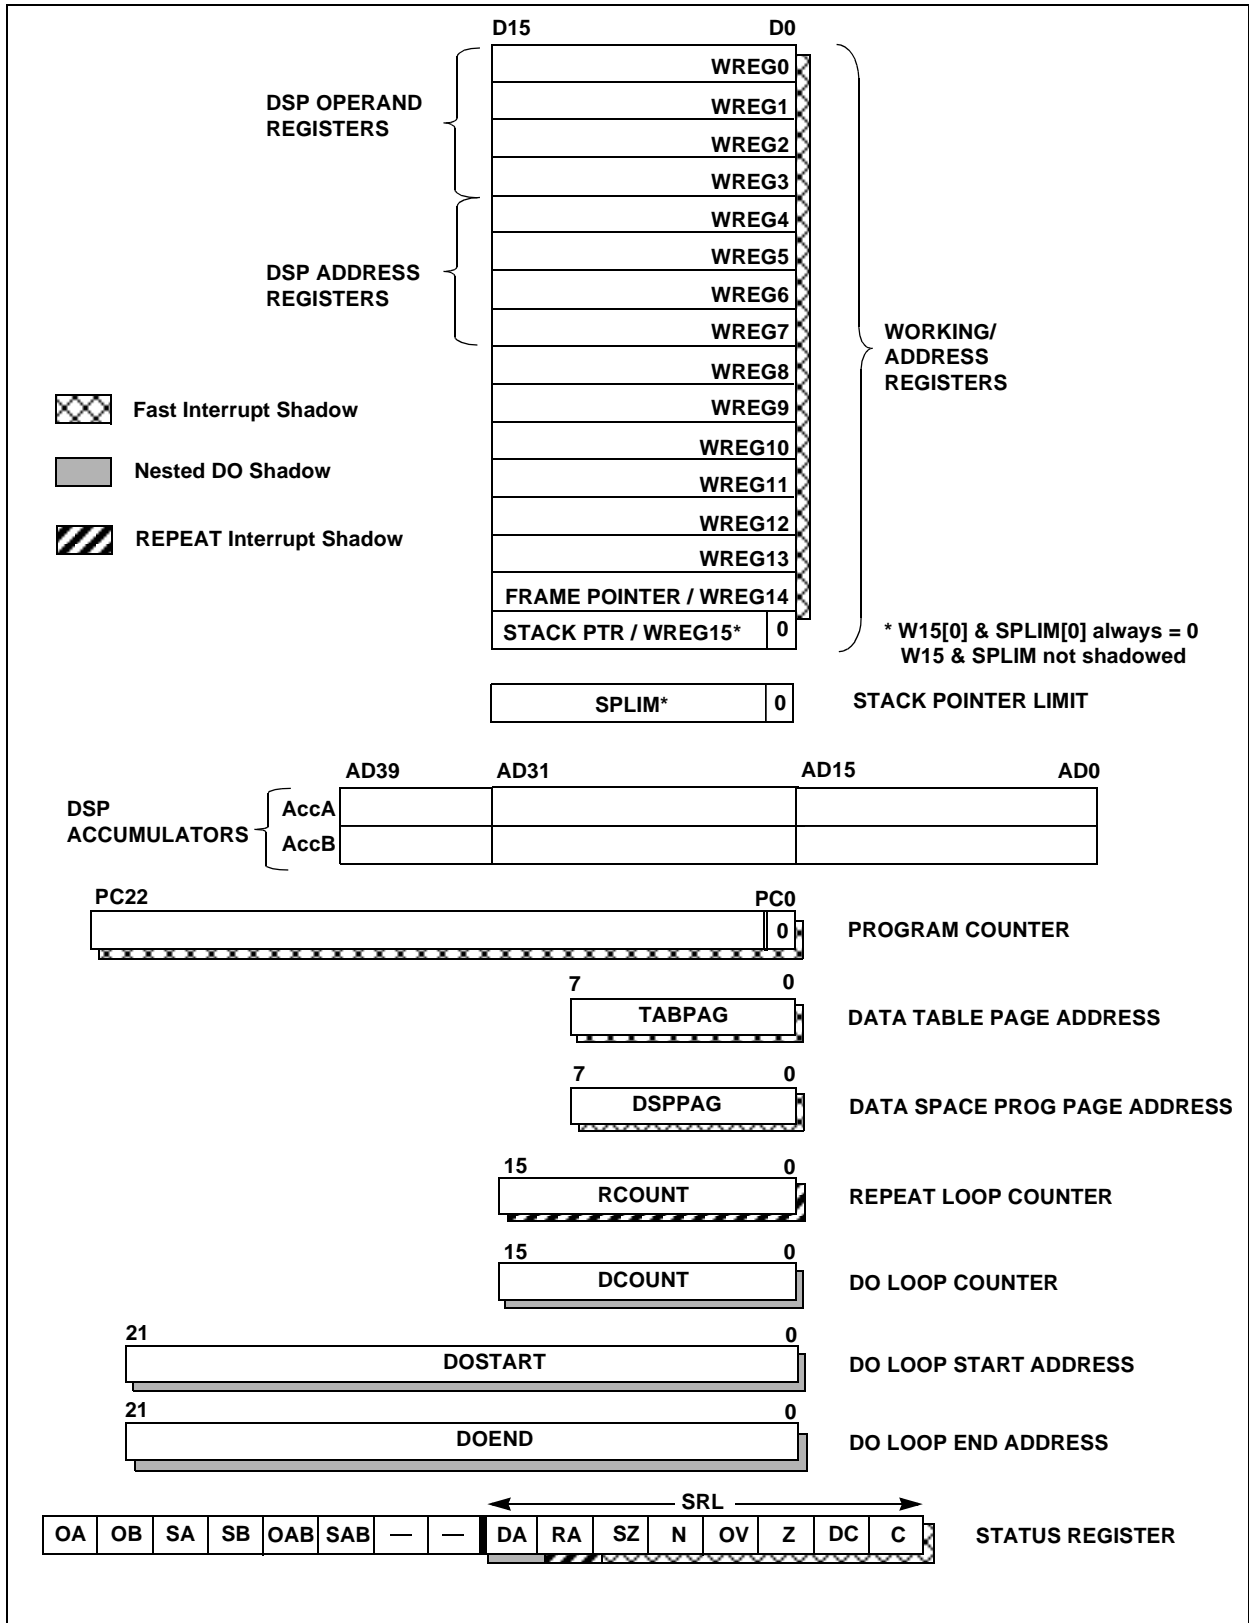 D15 D0
WREG0
DSP OPERAND
REGISTERS
WREG1
WREG2
WREG3
WREG4
WREG5
DSP ADDRESS
REGISTERS
WREG6
WREG7
WORKING/
ADDRESS
REGISTERS
WREG8
Fast Interrupt Shadow
WREG9
WREG10
Nested DO Shadow
WREG11
WREG12
REPEAT Interrupt Shadow
WREG13
FRAME POINTER / WREG14
STACK PTR / WREG15* 0
* W15[0] & SPLIM[0] always = 0
W15 & SPLIM not shadowed
SPLIM* 0 STACK POINTER LIMIT
AD39 AD31 AD15 AD0
DSP
ACCUMULATORS
AccA
AccB
PC22 PC0
0 PROGRAM COUNTER
7 0
TABPAG DATA TABLE PAGE ADDRESS
7 0
DSPPAG DATA SPACE PROG PAGE ADDRESS
15 0
RCOUNT REPEAT LOOP COUNTER
15 0
DCOUNT DO LOOP COUNTER
21 0
DOSTART DO LOOP START ADDRESS
21 0
DOEND DO LOOP END ADDRESS
SRL
OA OB SA SB OAB SAB — — DA RA SZ N OV Z DC C STATUS REGISTER